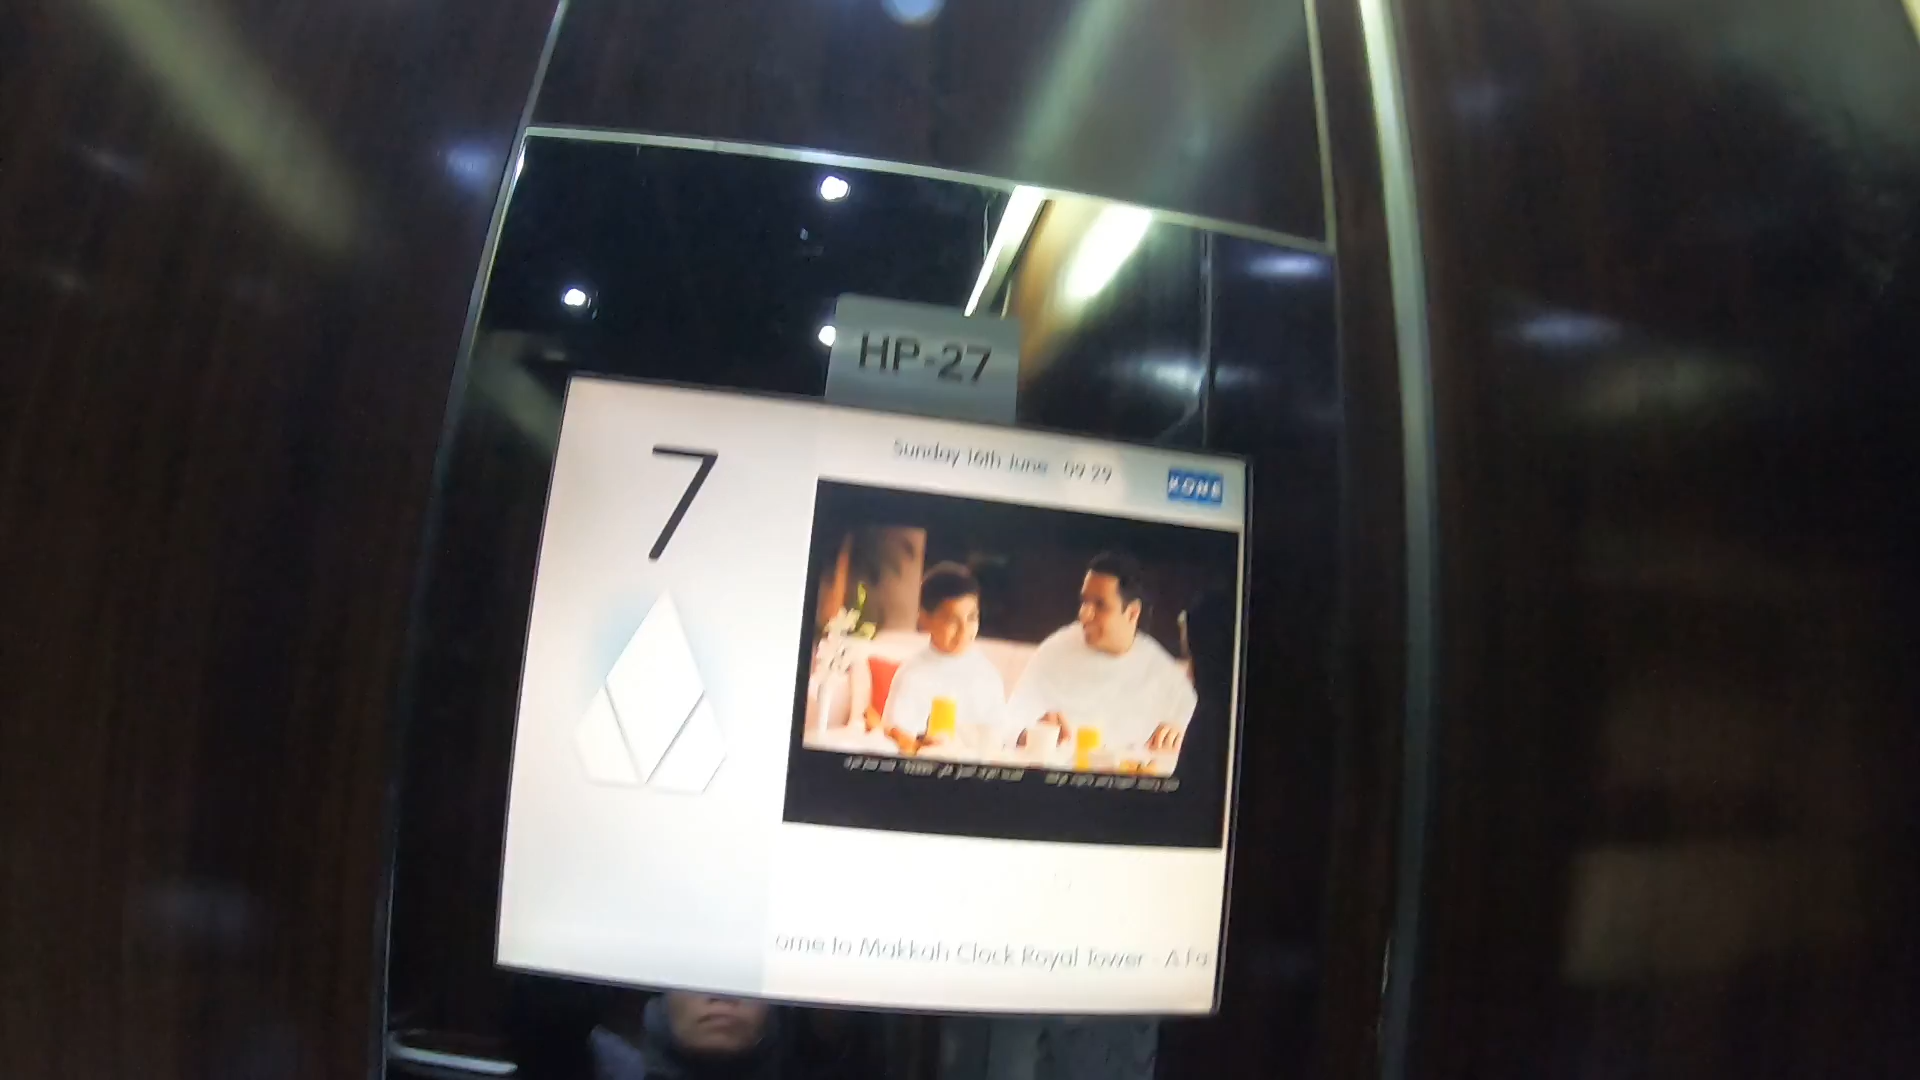 HP-27
7
Sunday 16th June 09:29
KONE
ome to Makkah Clock Royal Tower - A Fa